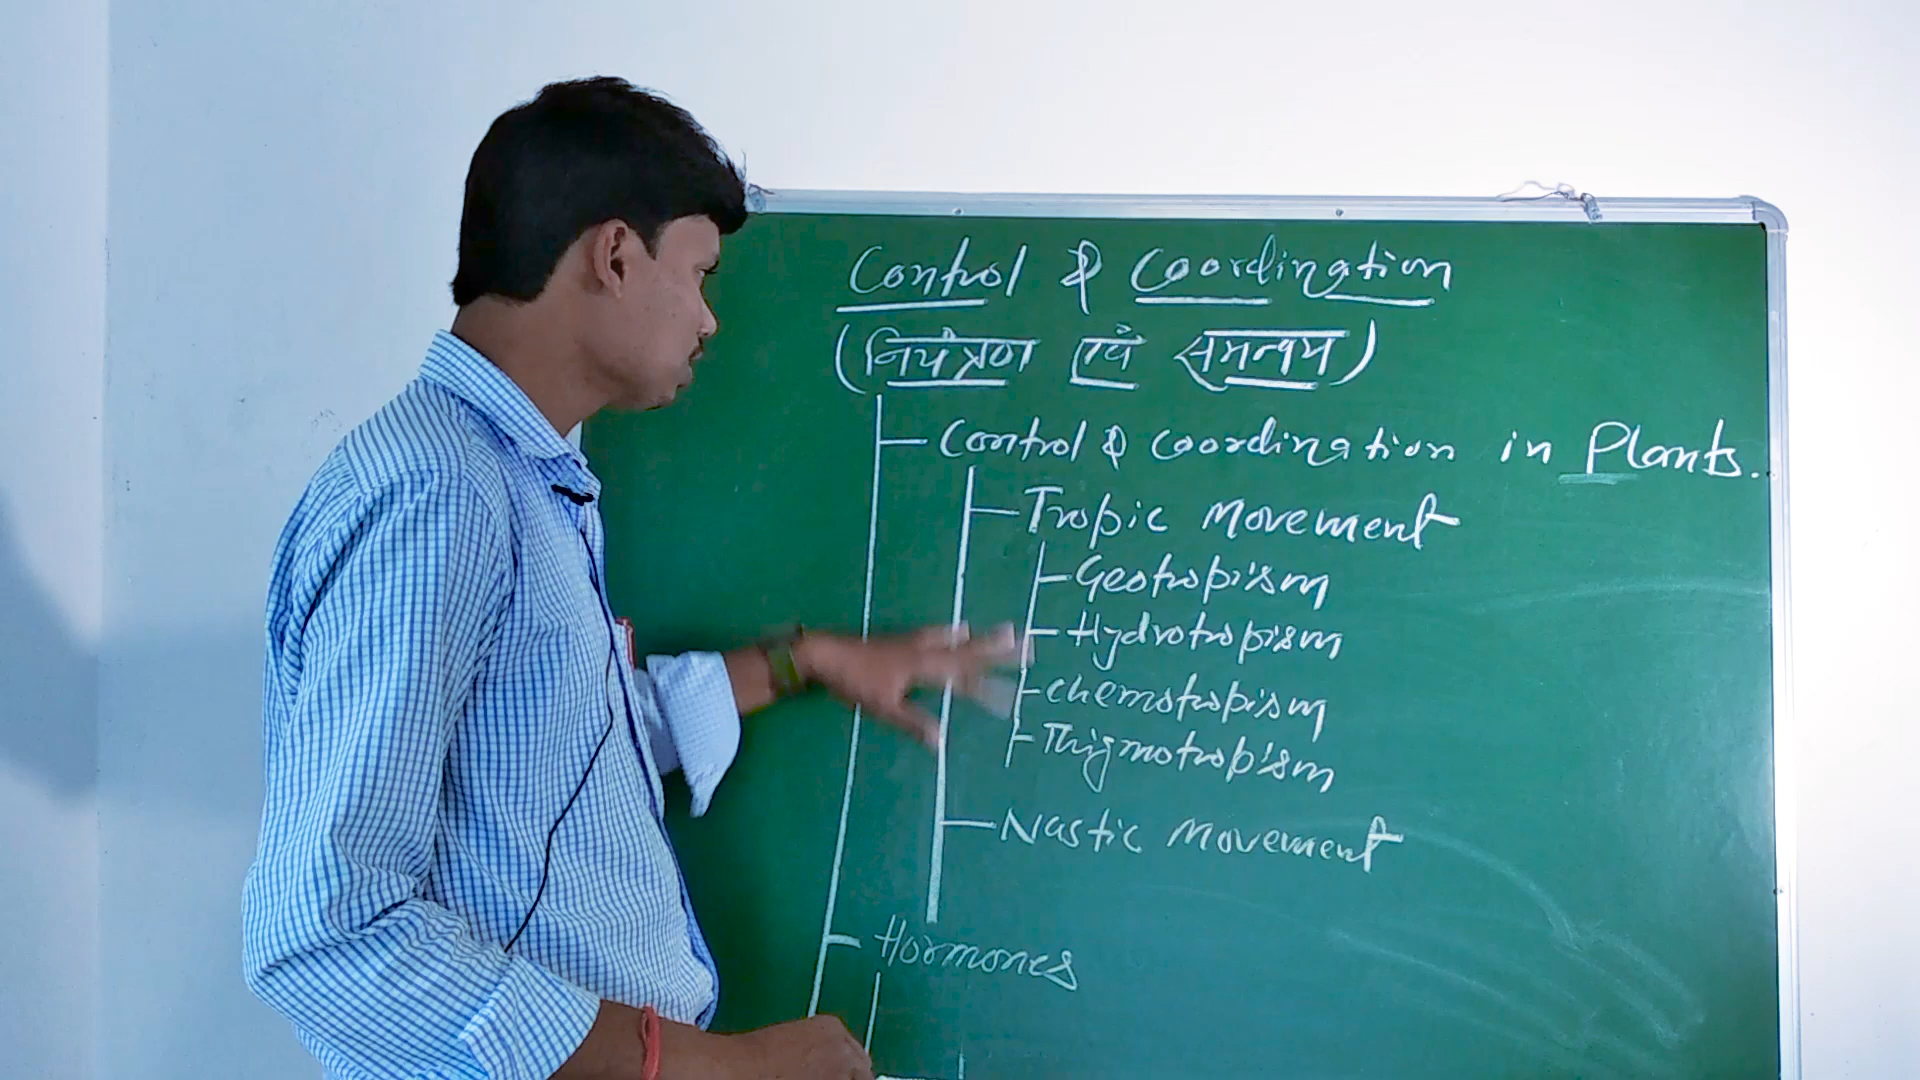 Control & Coordination
(नियंत्रण एवं समन्वय)
Control & Coordination in Plants.
Tropic Movement
Geotropism
Hydrotropism
chemotropism
Thigmotropism
Nastic Movement
Hormones